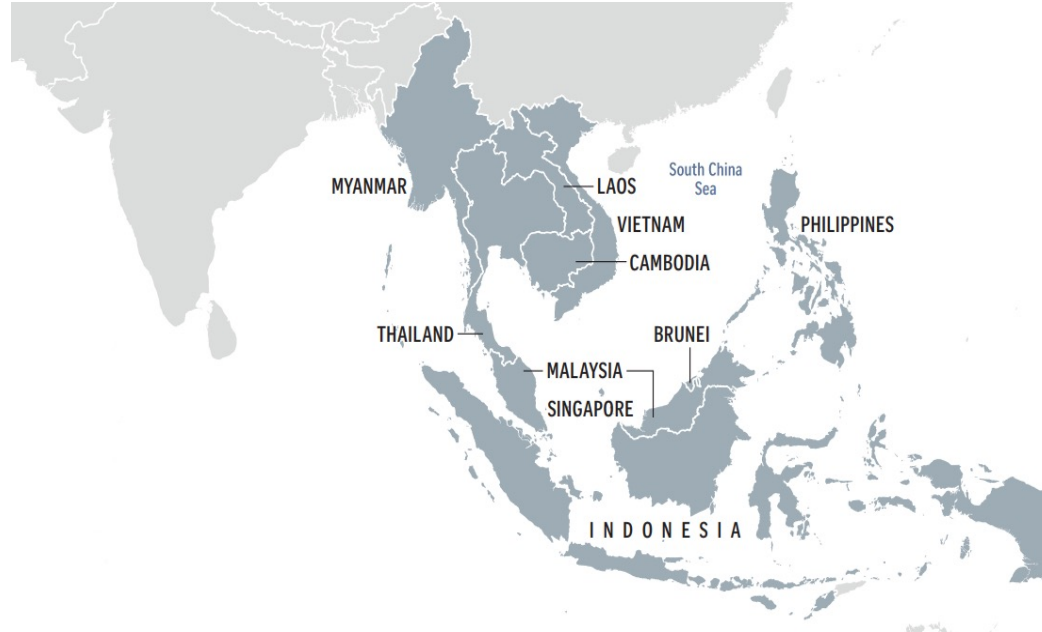 South China
Sea
MYANMAR
LAOS
VIETNAM
PHILIPPINES
CAMBODIA
THAILAND
BRUNEI
MALAYSIA
SINGAPORE
INDONESIA